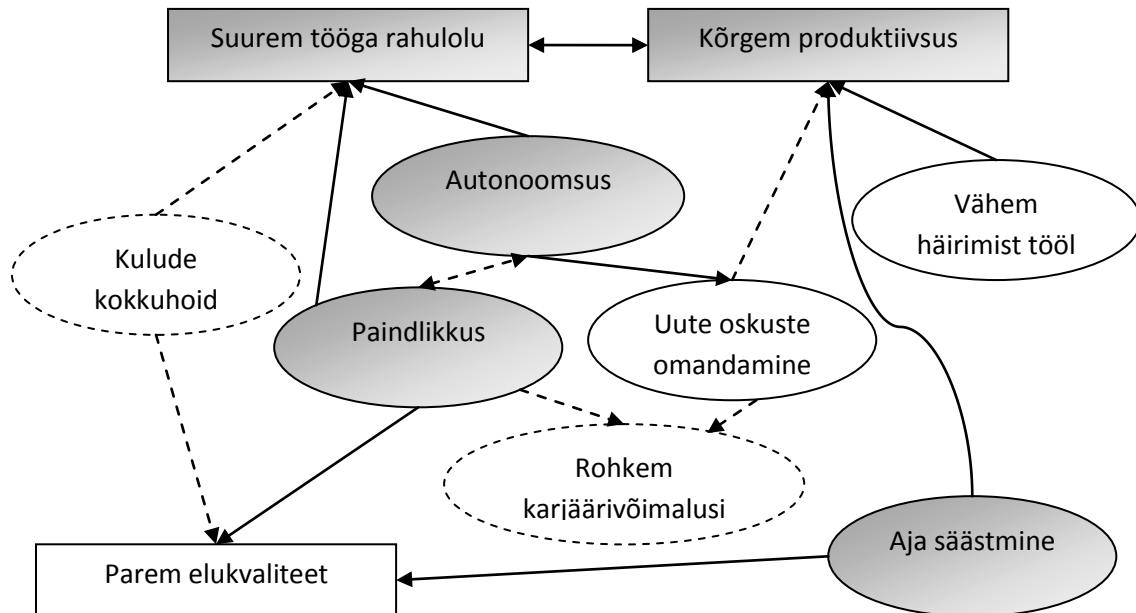 Suurem tööga rahulolu
Kõrgem produktiivsus
Autonoomsus
Vähem
häirimist tööl
Kulude
kokkuhoid
Paindlikkus
Uute oskuste
omandamine
Rohkem
karjäärivõimalusi
Aja säästmine
Parem elukvaliteet